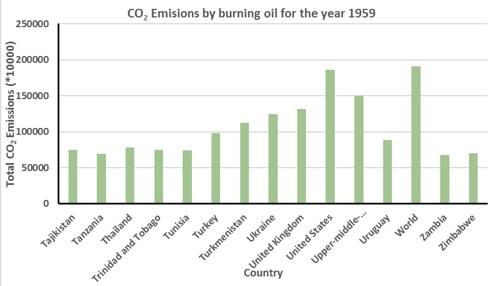 CO₂ Emisions by burning oil for the year 1959
Total CO₂ Emissions (*10000)
250000
200000
150000
100000
50000
0
Tajikistan
Tanzania
Thailand
Trinidad and Tobago
Tunisia
Turkey
Turkmenistan
Ukraine
United Kingdom
United States
Upper-middle-...
Uruguay
World
Zambia
Zimbabwe
Country